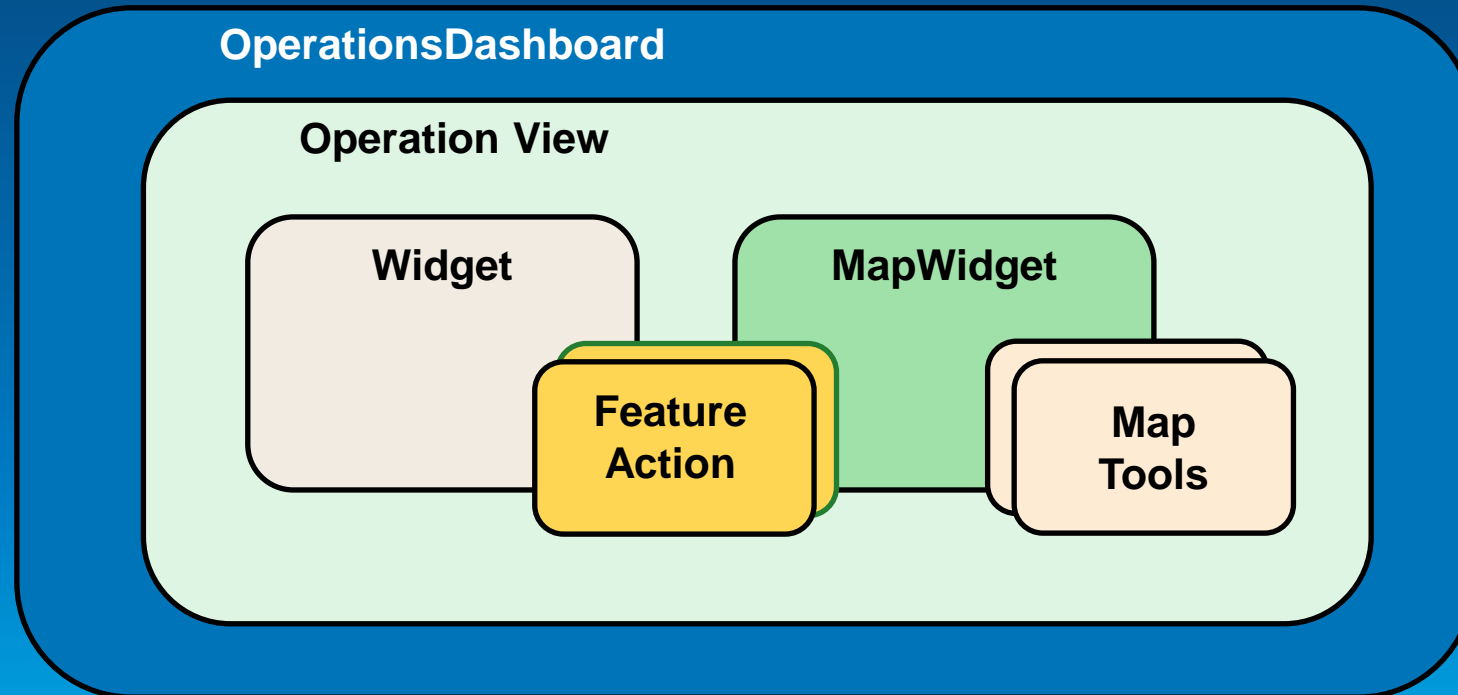 OperationsDashboard
Operation View
Widget
MapWidget
Feature
Action
Map
Tools